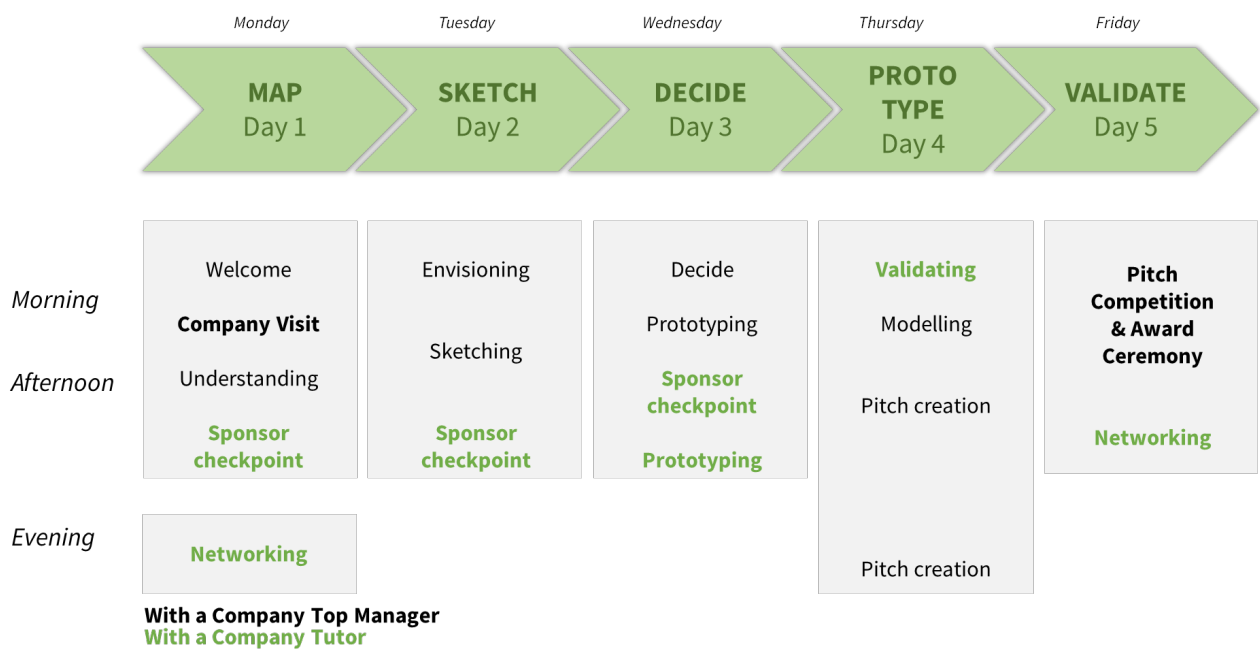 Monday
Tuesday
Wednesday
Thursday
Friday
MAP
Day 1
SKETCH
Day 2
DECIDE
Day 3
PROTO
TYPE
Day 4
VALIDATE
Day 5
Morning
Afternoon
Evening
Welcome
Company Visit
Understanding
Sponsor
checkpoint
Networking
Envisioning
Sketching
Sponsor
checkpoint
Decide
Prototyping
Sponsor
checkpoint
Prototyping
Validating
Modelling
Pitch creation
Pitch creation
Pitch
Competition
& Award
Ceremony
Networking
With a Company Top Manager
With a Company Tutor